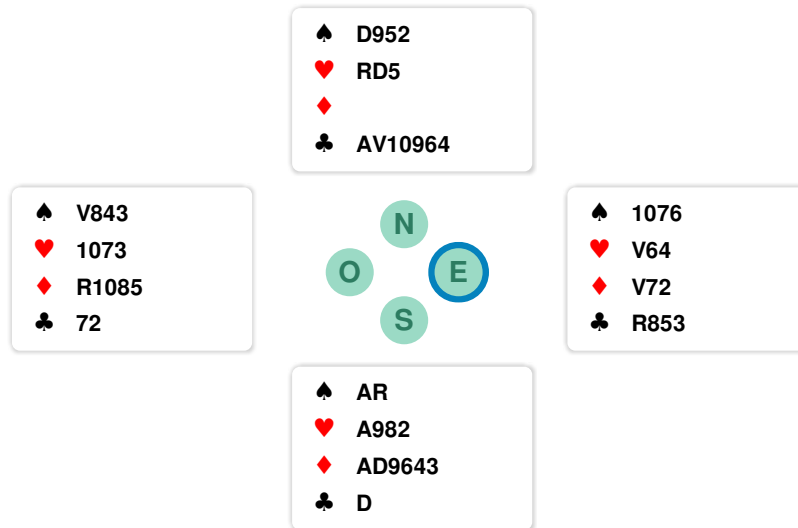 ♠ D952
♥ RD5
♦
♣ AV10964
♠ V843
♥ 1073
♦ R1085
♣ 72
N
O
E
S
♠ 1076
♥ V64
♦ V72
♣ R853
♠ AR
♥ A982
♦ AD9643
♣ D